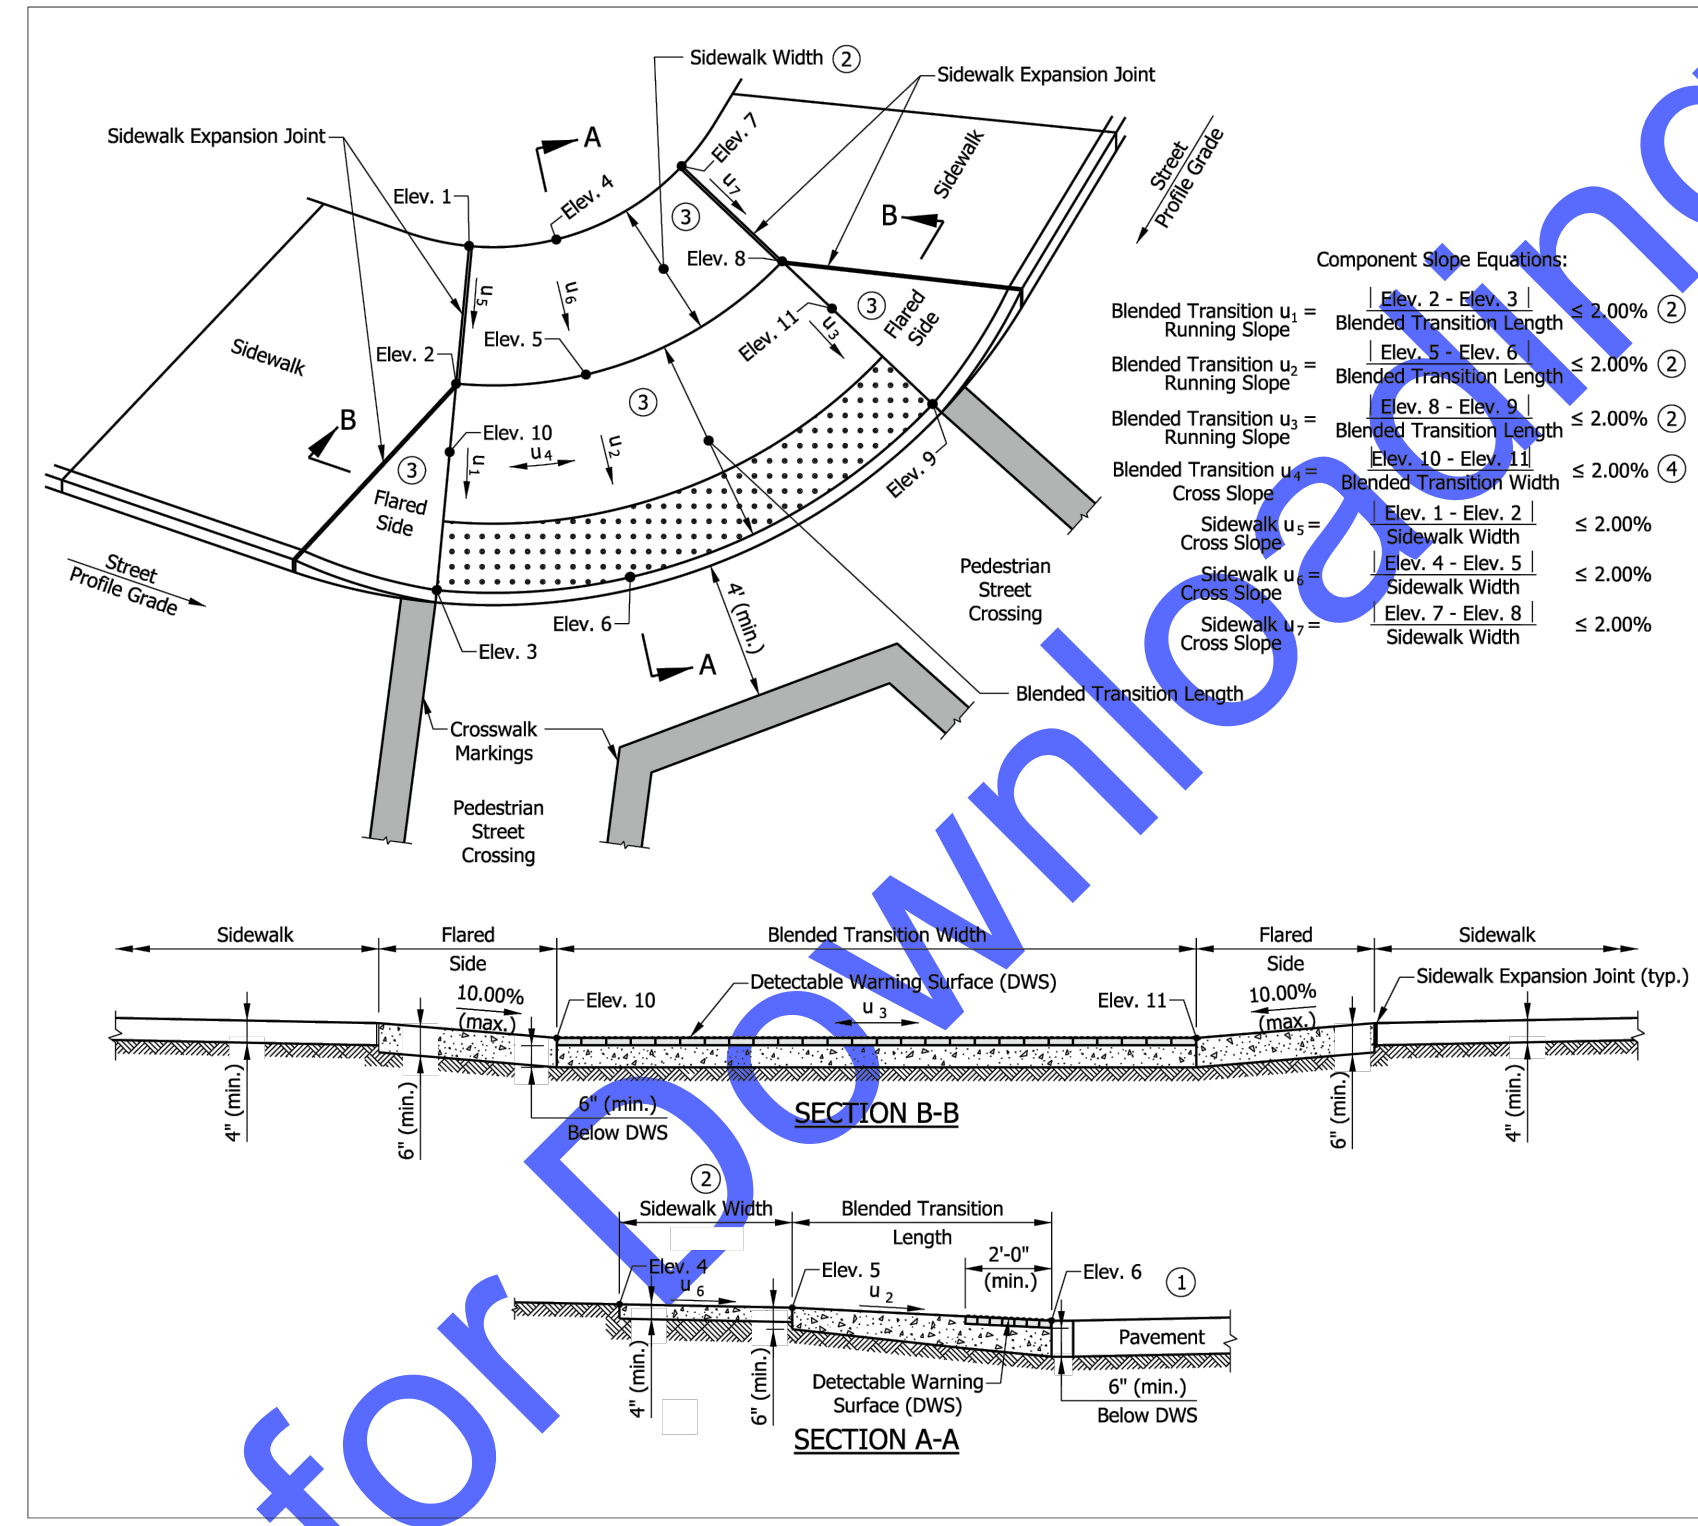 Sidewalk Width 2
Sidewalk Expansion Joint
Sidewalk Expansion Joint
A
Elev. 7
Elev. 1
Elev. 4
u7
3
Sidewalk
B
Street
Profile Grade
Elev. 8
u5
u6
Elev. 5
Elev. 2
Elev. 11
u3
3
Flared
Side
Sidewalk
3
B
Elev. 10
u4
u1
u2
3
Flared
Side
Elev. 9
Street
Profile Grade
Elev. 6
Elev. 3
A
4' (min.)
Pedestrian
Street
Crossing
Blended Transition Length
Crosswalk
Markings
Pedestrian
Street
Crossing
Component Slope Equations:
Blended Transition u1 = | Elev. 2 - Elev. 3 | ≤ 2.00% 2
Running Slope Blended Transition Length
Blended Transition u2 = | Elev. 5 - Elev. 6 | ≤ 2.00% 2
Running Slope Blended Transition Length
Blended Transition u3 = | Elev. 8 - Elev. 9 | ≤ 2.00% 2
Running Slope Blended Transition Length
Blended Transition u4 = |Elev. 10 - Elev. 11| ≤ 2.00% 4
Cross Slope Blended Transition Width
Sidewalk u5 = | Elev. 1 - Elev. 2 | ≤ 2.00%
Cross Slope Sidewalk Width
Sidewalk u6 = | Elev. 4 - Elev. 5 | ≤ 2.00%
Cross Slope Sidewalk Width
Sidewalk u7 = | Elev. 7 - Elev. 8 | ≤ 2.00%
Cross Slope Sidewalk Width
Sidewalk Flared Blended Transition Width Flared Sidewalk
Side Side
Detectable Warning Surface (DWS)
Sidewalk Expansion Joint (typ.)
10.00%
(max.)
Elev. 10
u 3
Elev. 11
10.00%
(max.)
4" (min.)
6" (min.)
6" (min.)
Below DWS
6" (min.)
4" (min.)
SECTION B-B
2
Sidewalk Width Blended Transition
Length
2'-0"
(min.)
Elev. 4
u 6
Elev. 5
u 2
Elev. 6 1
Pavement
4" (min.)
6" (min.)
Detectable Warning
Surface (DWS)
6" (min.)
Below DWS
SECTION A-A
for Downloading